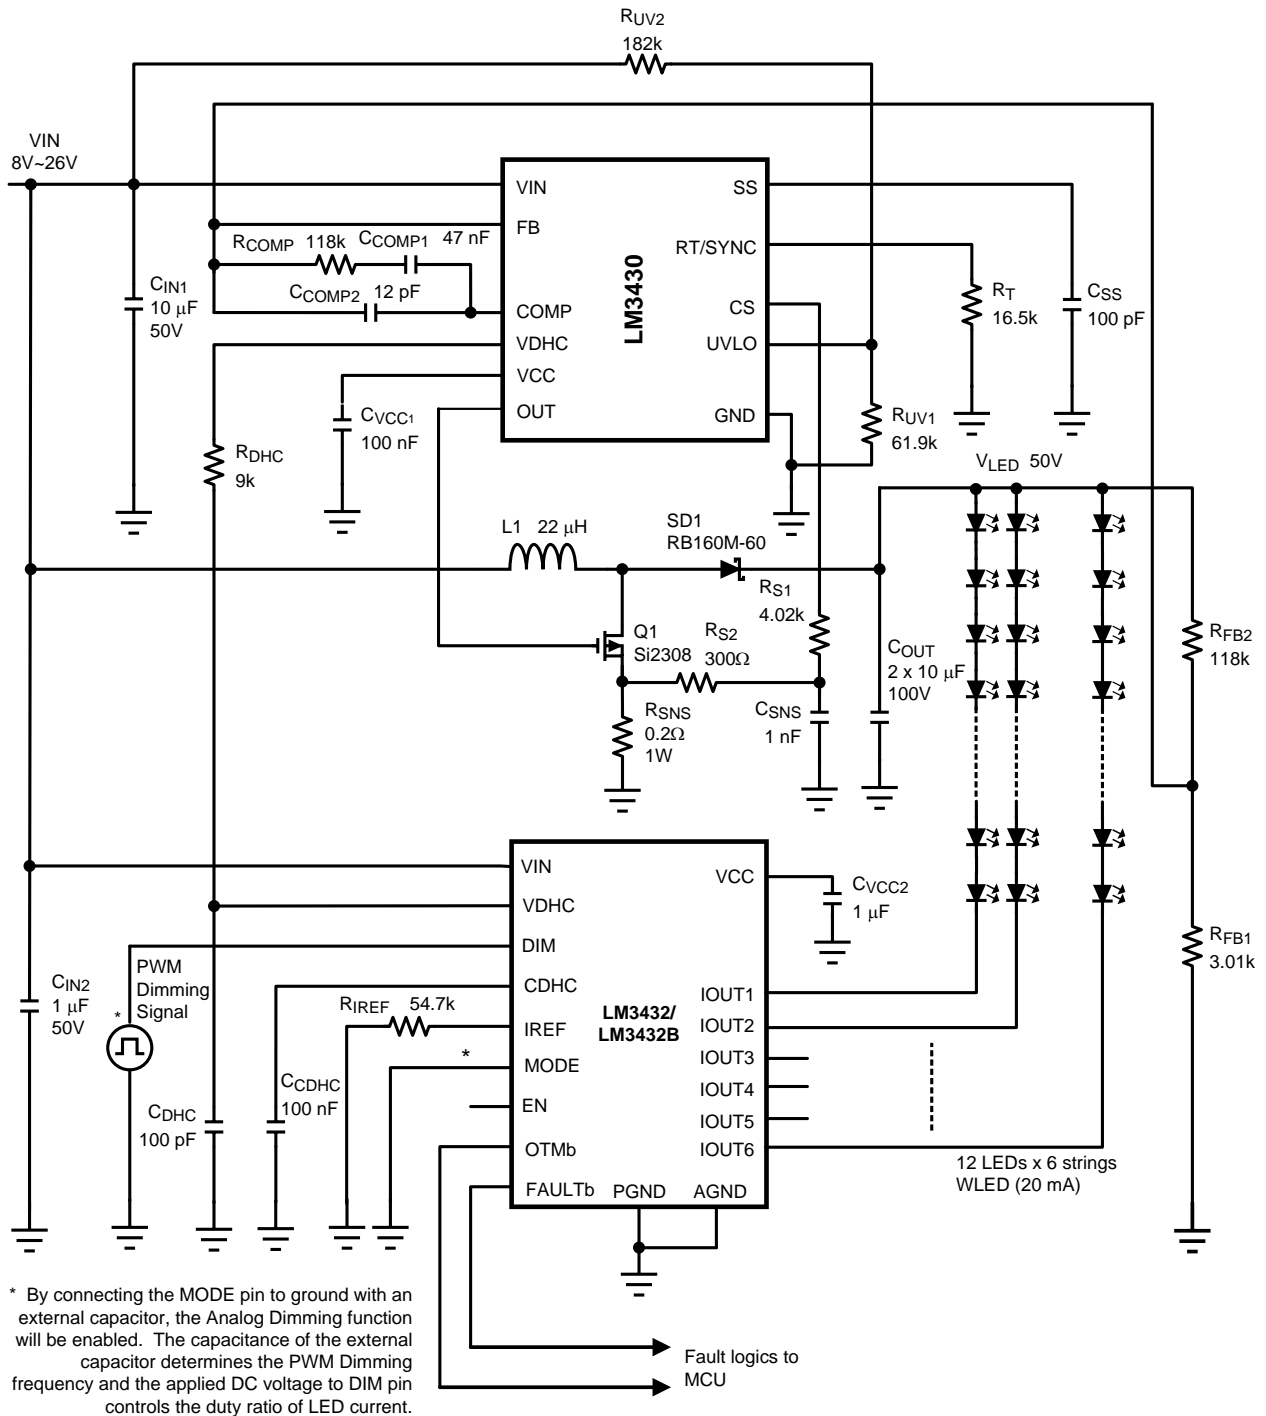 RUV2
182k
VIN
8V~26V
VIN
FB
COMP
VDHC
VCC
OUT
LM3430
SS
RT/SYNC
CS
UVLO
GND
RCOMP 118k
CCOMP1 47 nF
CCOMP2 12 pF
CIN1
10 μF
50V
RT
16.5k
CSS
100 pF
CVCC1
100 nF
RUV1
61.9k
RDHC
9k
VLED 50V
L1 22 μH
SD1
RB160M-60
RS1
4.02k
Q1
Si2308
RS2
300Ω
COUT
2 x 10 μF
100V
RFB2
118k
RSNS
0.2Ω
1W
CSNS
1 nF
VIN
VDHC
DIM
CDHC
IREF
MODE
EN
OTMb
FAULTb
PGND
AGND
LM3432/
LM3432B
VCC
IOUT1
IOUT2
IOUT3
IOUT4
IOUT5
IOUT6
CVCC2
1 μF
RFB1
3.01k
CIN2
1 μF
50V
PWM
Dimming
Signal
*
RIREF 54.7k
*
CCDHC
100 nF
CDHC
100 pF
12 LEDs x 6 strings
WLED (20 mA)
* By connecting the MODE pin to ground with an
external capacitor, the Analog Dimming function
will be enabled. The capacitance of the external
capacitor determines the PWM Dimming
frequency and the applied DC voltage to DIM pin
controls the duty ratio of LED current.
Fault logics to
MCU